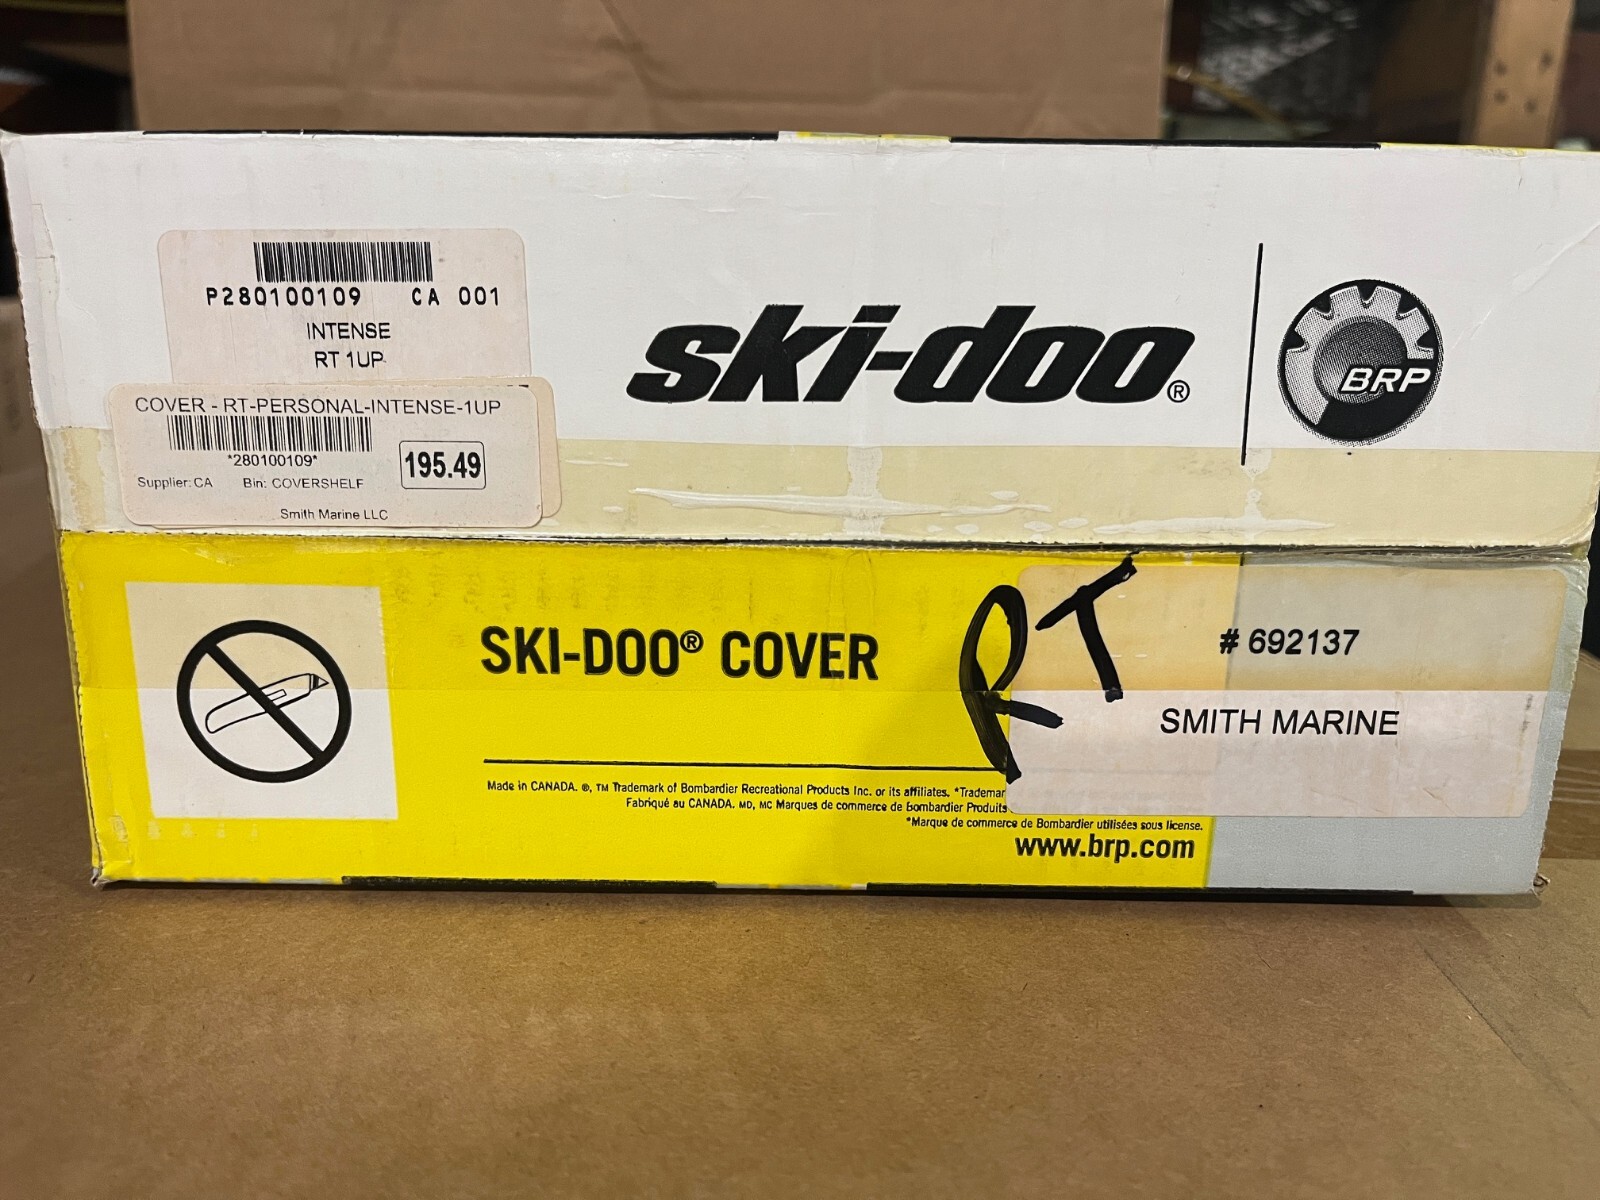 P280100109 CA 001
INTENSE
RT 1UP
COVER - RT-PERSONAL-INTENSE-1UP
*280100109*
195.49
Supplier: CA Bin: COVERSHELF
Smith Marine LLC
ski-doo®
BRP
SKI-DOO® COVER
RT
# 692137
SMITH MARINE
Made in CANADA. ®, TM Trademark of Bombardier Recreational Products Inc. or its affiliates. *Tradema
Fabriqué au CANADA. MD, MC Marques de commerce de Bombardier Produits
*Marque de commerce de Bombardier utilisées sous license.
www.brp.com